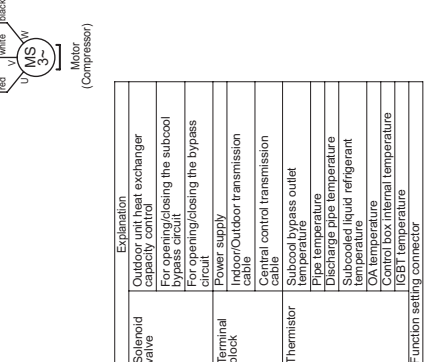 red
white
black
U
V
W
MS
3~
Motor
(Compressor)
Explanation
Solenoid
valve
Outdoor unit heat exchanger
capacity control
For opening/closing the subcool
bypass circuit
For opening/closing the bypass
circuit
Terminal
block
Power supply
Indoor/Outdoor transmission
cable
Central control transmission
cable
Thermistor
Subcool bypass outlet
temperature
Pipe temperature
Discharge pipe temperature
Subcooded liquid refrigerant
temperature
OA temperature
Control box internal temperature
IGBT temperature
Function setting connector